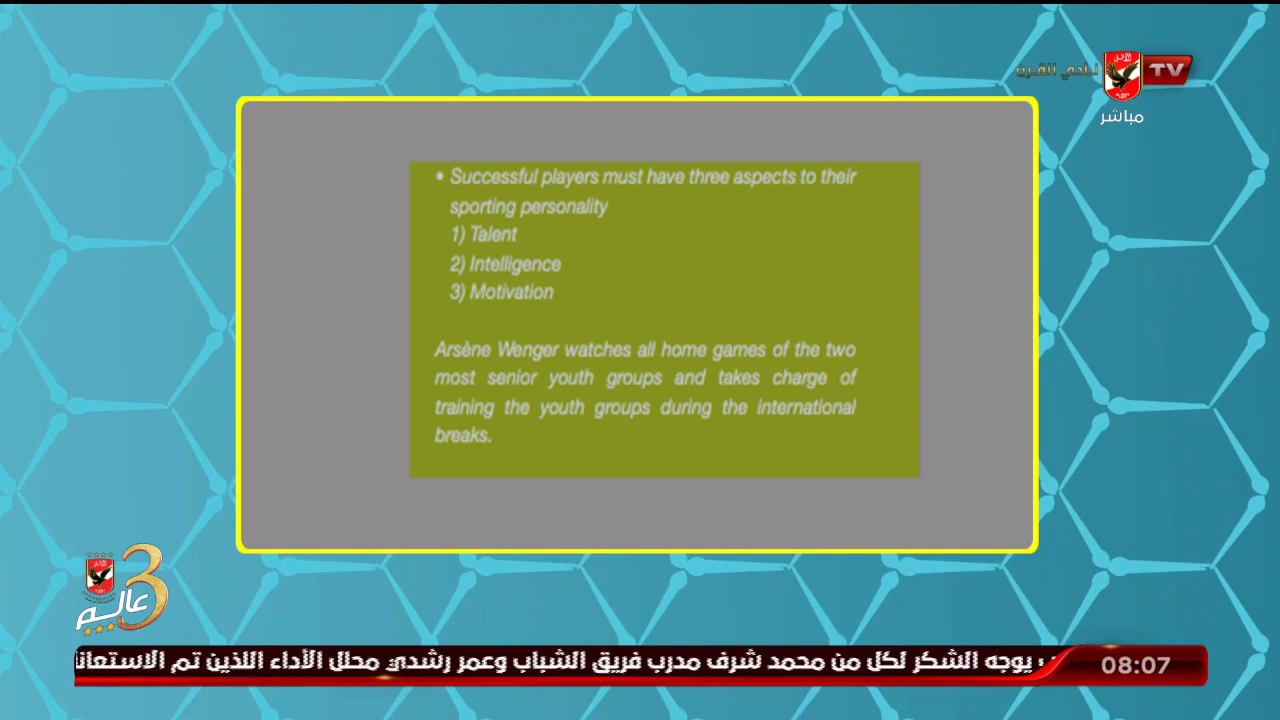 لنادي القرن
TV
مباشر
• Successful players must have three aspects to their
sporting personality
1) Talent
2) Intelligence
3) Motivation
Arsène Wenger watches all home games of the two
most senior youth groups and takes charge of
training the youth groups during the international
breaks.
3
عالم
يوجه الشكر لكل من محمد شرف مدرب فريق الشباب وعمر رشدي محلل الأداء اللذين تم
08:07